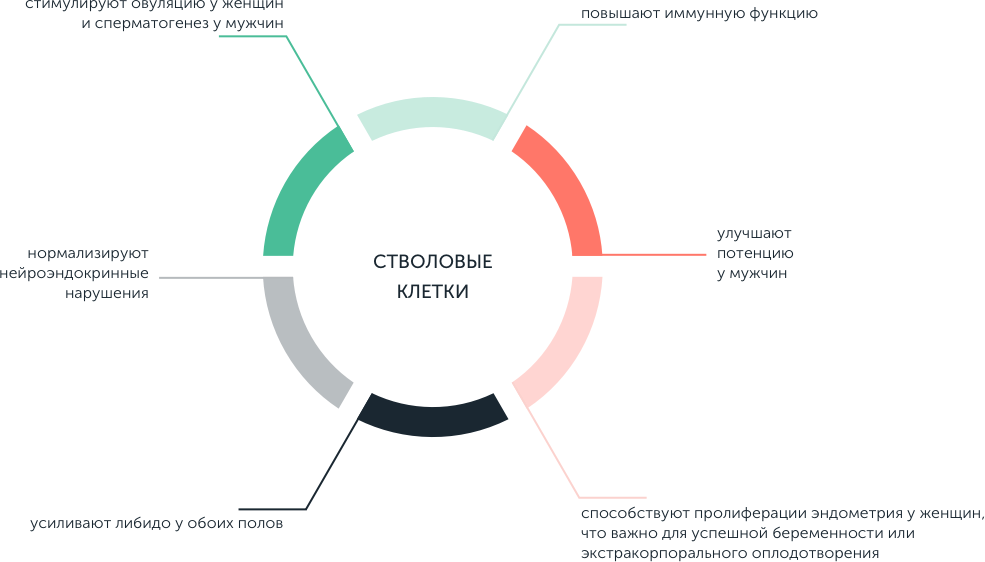 стимулируют овуляцию у женщин
и сперматогенез у мужчин
повышают иммунную функцию
улучшают
потенцию
у мужчин
нормализируют
нейроэндокринные
нарушения
СТВОЛОВЫЕ
КЛЕТКИ
усиливают либидо у обоих полов
способствуют пролиферации эндометрия у женщин,
что важно для успешной беременности или
экстракорпорального оплодотворения